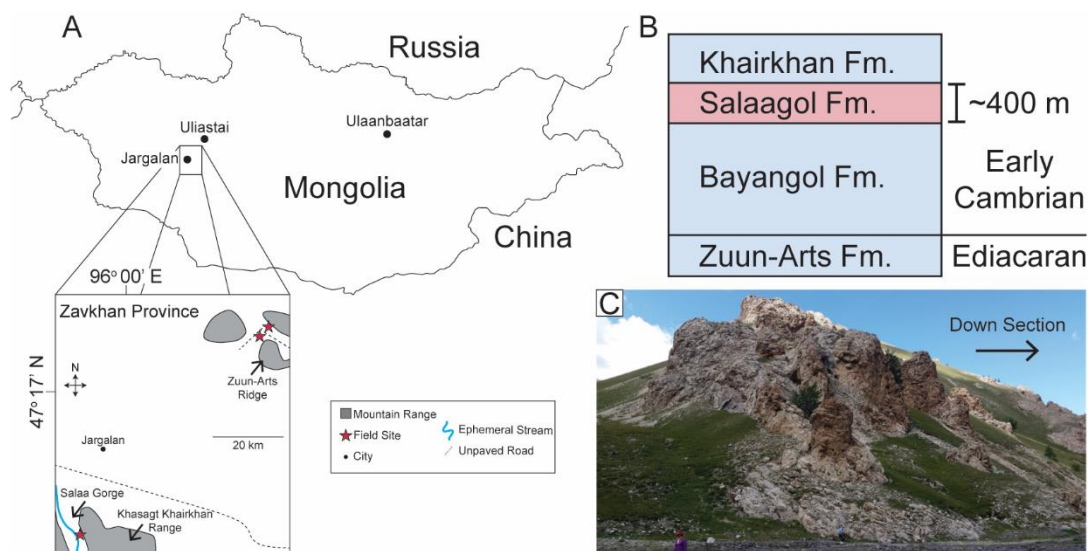 A
Russia
Uliastai
Ulaanbaatar
Jargalan
Mongolia
China
96° 00' E
Zavkhan Province
47° 17' N
N
Zuun-Arts
Ridge
Jargalan
20 km
Salaa Gorge
Khasagt Khairkhan
Range
Mountain Range
Field Site
City
Ephemeral Stream
Unpaved Road
B
Khairkhan Fm.
Salaagol Fm.
~400 m
Bayangol Fm.
Early
Cambrian
Zuun-Arts Fm.
Ediacaran
C
Down Section